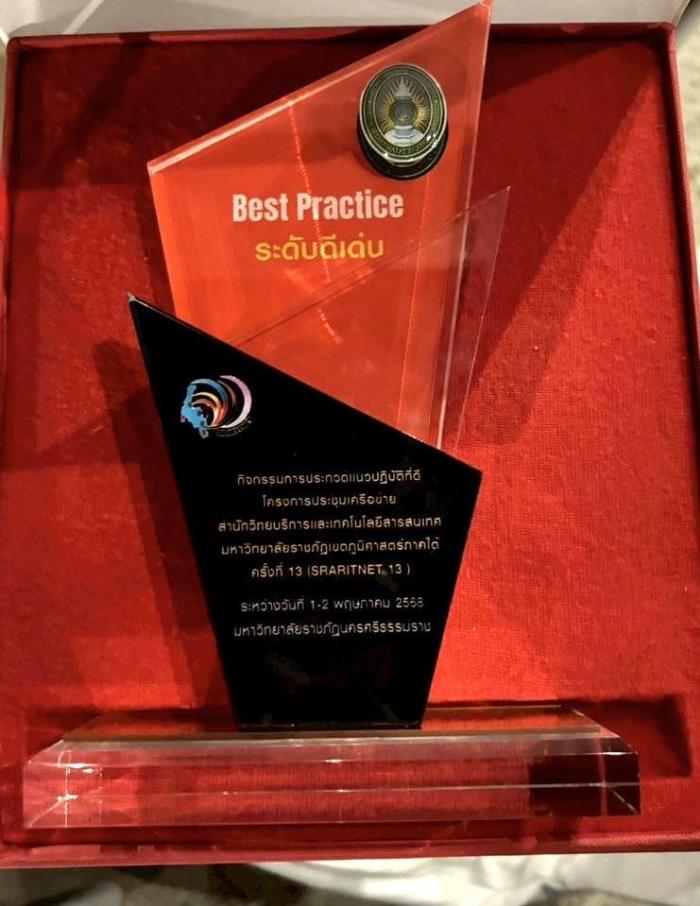 Best Practice
ระดับดีเด่น
กิจกรรมการประกวดแนวปฏิบัติที่ดี
โครงการประชุมเครือข่าย
สำนักวิทยบริการและเทคโนโลยีสารสนเทศ
มหาวิทยาลัยราชภัฏเขตภูมิศาสตร์ภาคใต้
ครั้งที่ 13 (SRARITNET 13 )
ระหว่างวันที่ 1-2 พฤษภาคม 2568
มหาวิทยาลัยราชภัฏนครศรีธรรมราช